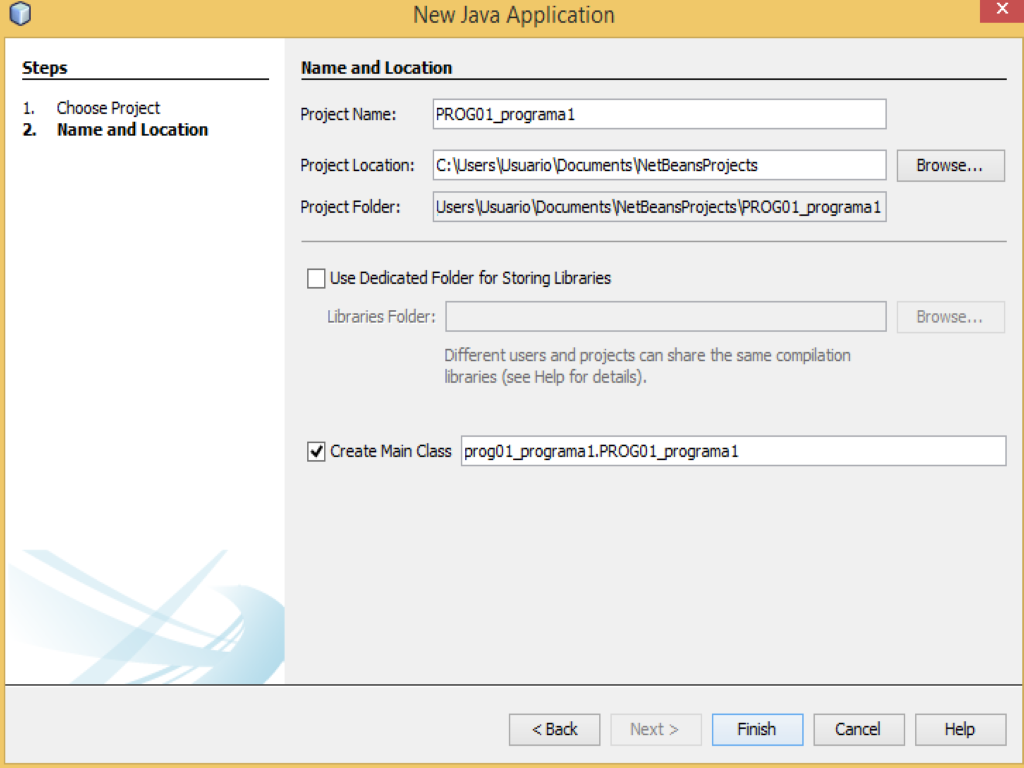 New Java Application
Steps
1. Choose Project
2. Name and Location
Name and Location
Project Name: PROG01_programa1
Project Location: C:\Users\Usuario\Documents\NetBeansProjects Browse...
Project Folder: Users\Usuario\Documents\NetBeansProjects\PROG01_programa1
Use Dedicated Folder for Storing Libraries
Libraries Folder: Browse...
Different users and projects can share the same compilation
libraries (see Help for details).
Create Main Class prog01_programa1.PROG01_programa1
< Back Next > Finish Cancel Help